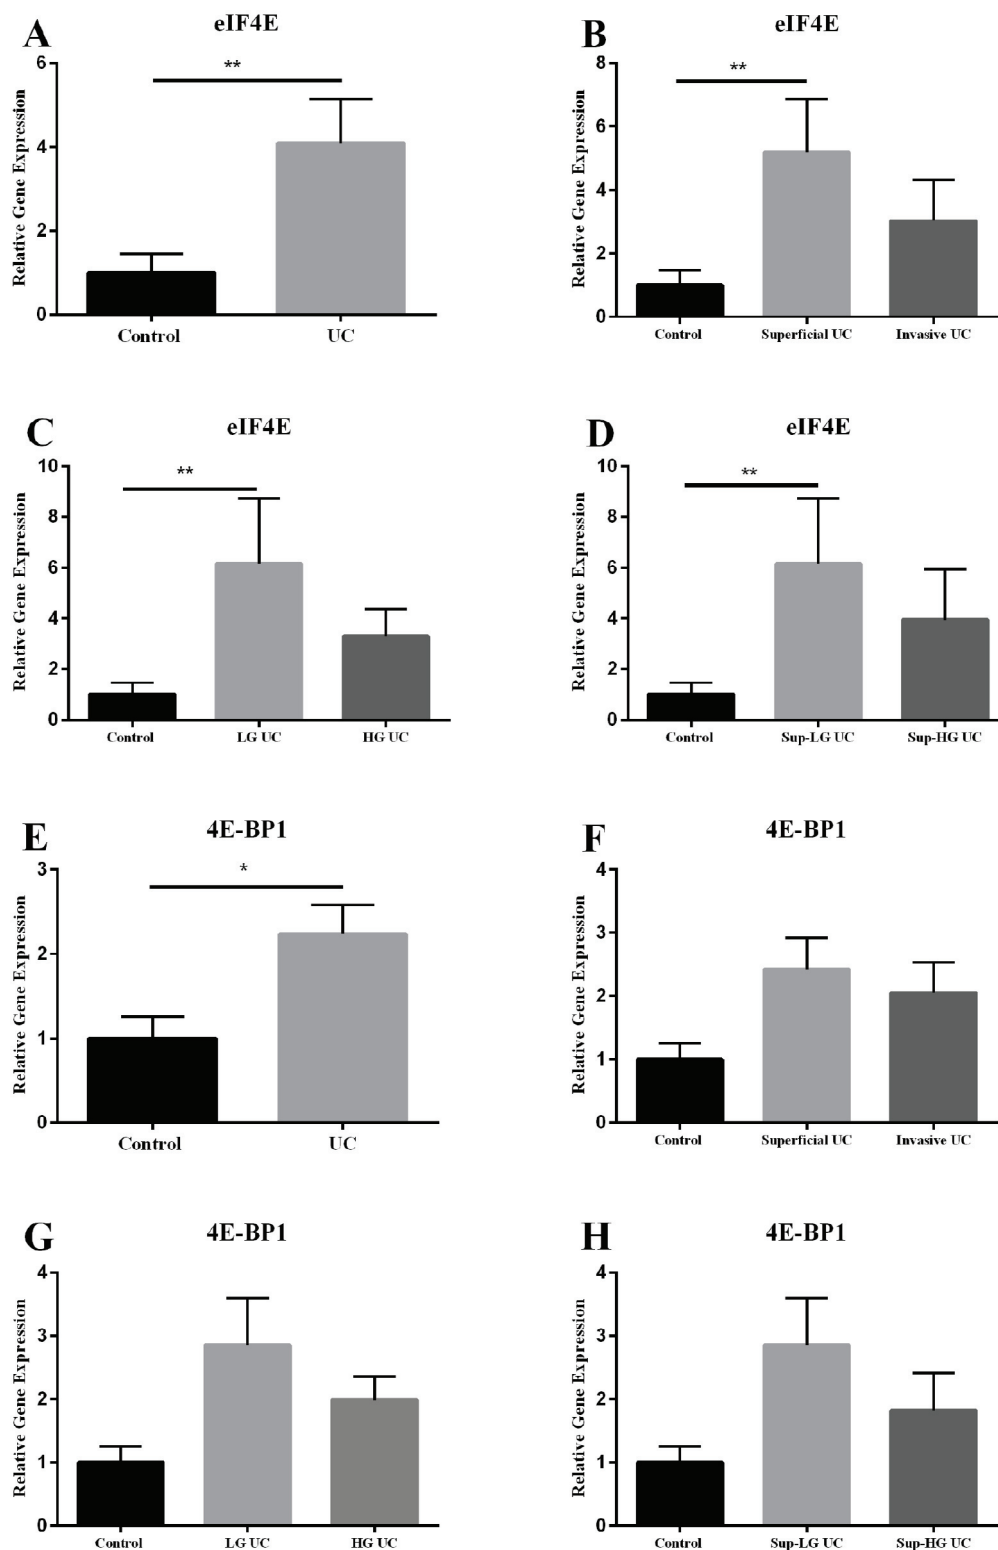 A
eIF4E
**
Relative Gene Expression
6
4
2
0
Control UC
B
eIF4E
**
Relative Gene Expression
8
6
4
2
0
Control Superficial UC Invasive UC
C
eIF4E
**
Relative Gene Expression
10
8
6
4
2
0
Control LG UC HG UC
D
eIF4E
**
Relative Gene Expression
10
8
6
4
2
0
Control Sup-LG UC Sup-HG UC
E
4E-BP1
*
Relative Gene Expression
3
2
1
0
Control UC
F
4E-BP1
Relative Gene Expression
4
3
2
1
0
Control Superficial UC Invasive UC
G
4E-BP1
Relative Gene Expression
4
3
2
1
0
Control LG UC HG UC
H
4E-BP1
Relative Gene Expression
4
3
2
1
0
Control Sup-LG UC Sup-HG UC